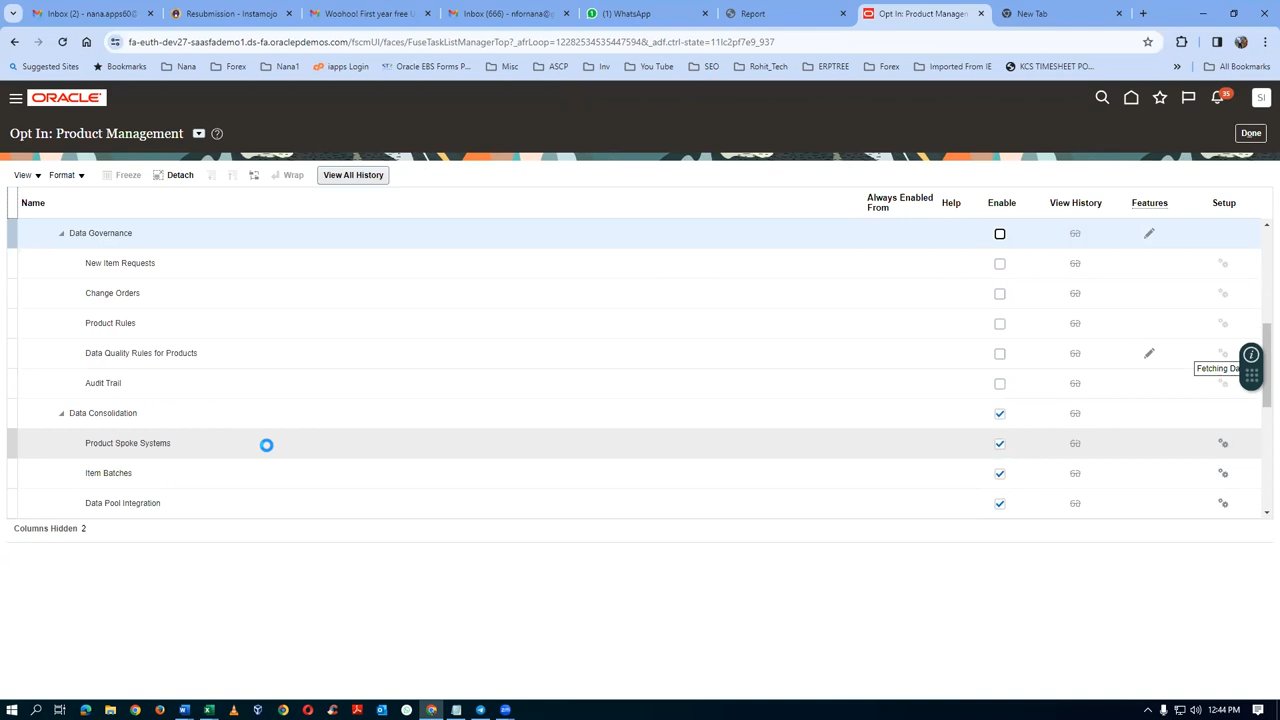 Inbox (2) - nana.apps60@
Resubmission - Instamojo
Woohoo! First year free U
Inbox (666) - nfornana@g
(1) WhatsApp
Report
Opt In: Product Managemen
New Tab
fa-euth-dev27-saasfademo1.ds-fa.oraclepdemos.com/fscmUI/faces/FuseTaskListManagerTop?_afrLoop=1228253453544​7594&_adf.ctrl-state=11lc2pf7e9_937
Suggested Sites
Bookmarks
Nana
Forex
Nana1
iapps Login
Oracle EBS Forms P...
Misc
ASCP
Inv
You Tube
SEO
Rohit_Tech
ERPTREE
Forex
Imported From IE
KCS TIMESHEET PO...
»
All Bookmarks
ORACLE
35
SI
Opt In: Product Management
Done
View
Format
Freeze
Detach
Wrap
View All History
Name
Always Enabled From
Help
Enable
View History
Features
Setup
Data Governance
New Item Requests
Change Orders
Product Rules
Data Quality Rules for Products
Fetching Da
Audit Trail
Data Consolidation
Product Spoke Systems
Item Batches
Data Pool Integration
Columns Hidden 2
12:44 PM